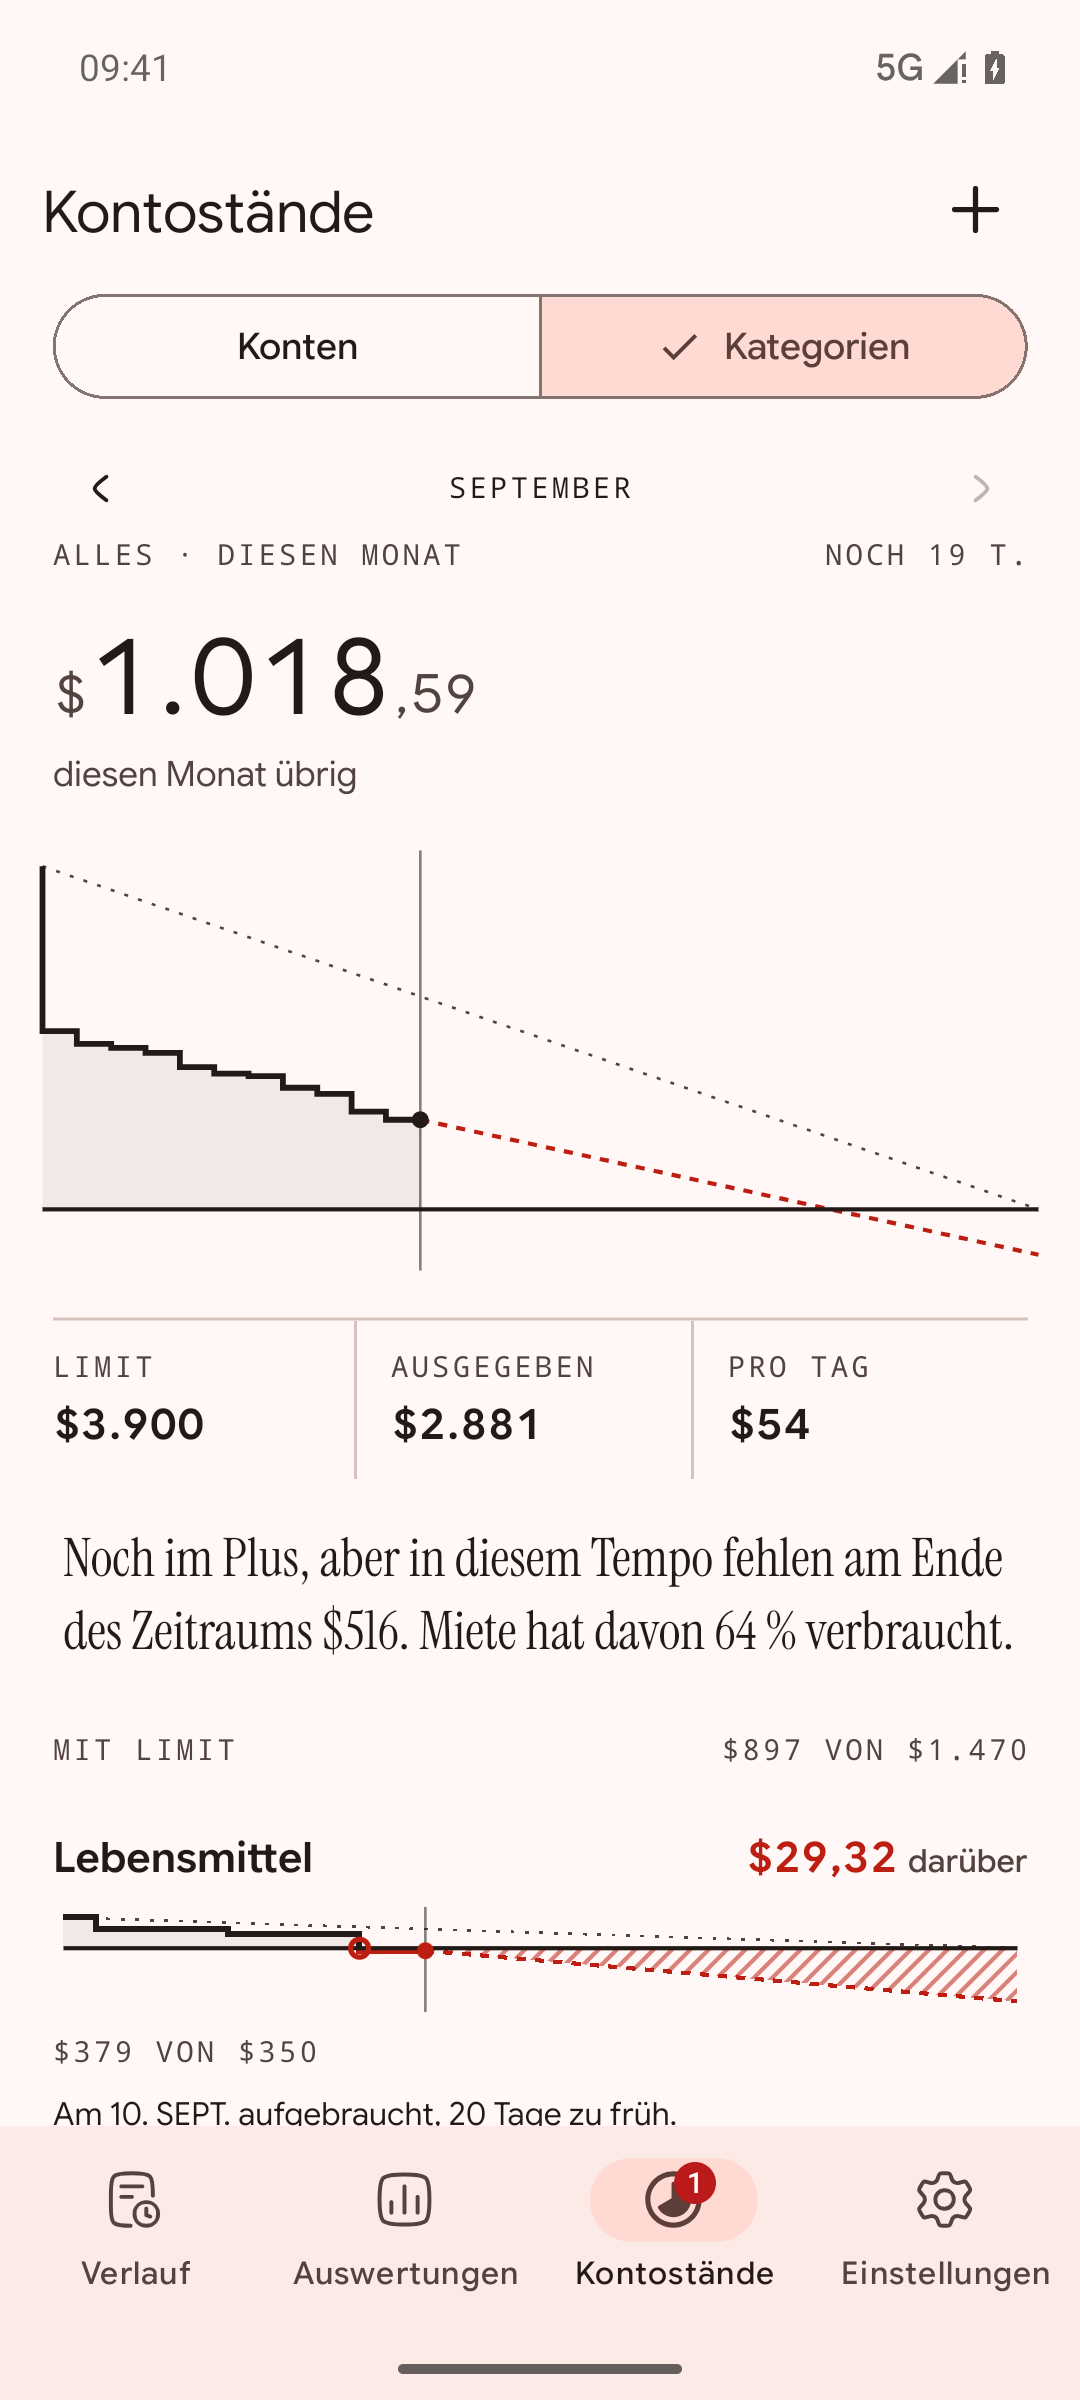 09:41
5G
Kontostände
Konten
Kategorien
SEPTEMBER
ALLES · DIESEN MONAT
NOCH 19 T.
$1.018,59
diesen Monat übrig
LIMIT
AUSGEGEBEN
PRO TAG
$3.900
$2.881
$54
Noch im Plus, aber in diesem Tempo fehlen am Ende
des Zeitraums $516. Miete hat davon 64 % verbraucht.
MIT LIMIT
$897 VON $1.470
Lebensmittel
$29,32 darüber
$379 VON $350
Am 10. SEPT. aufgebraucht, 20 Tage zu früh.
1
Verlauf
Auswertungen
Kontostände
Einstellungen